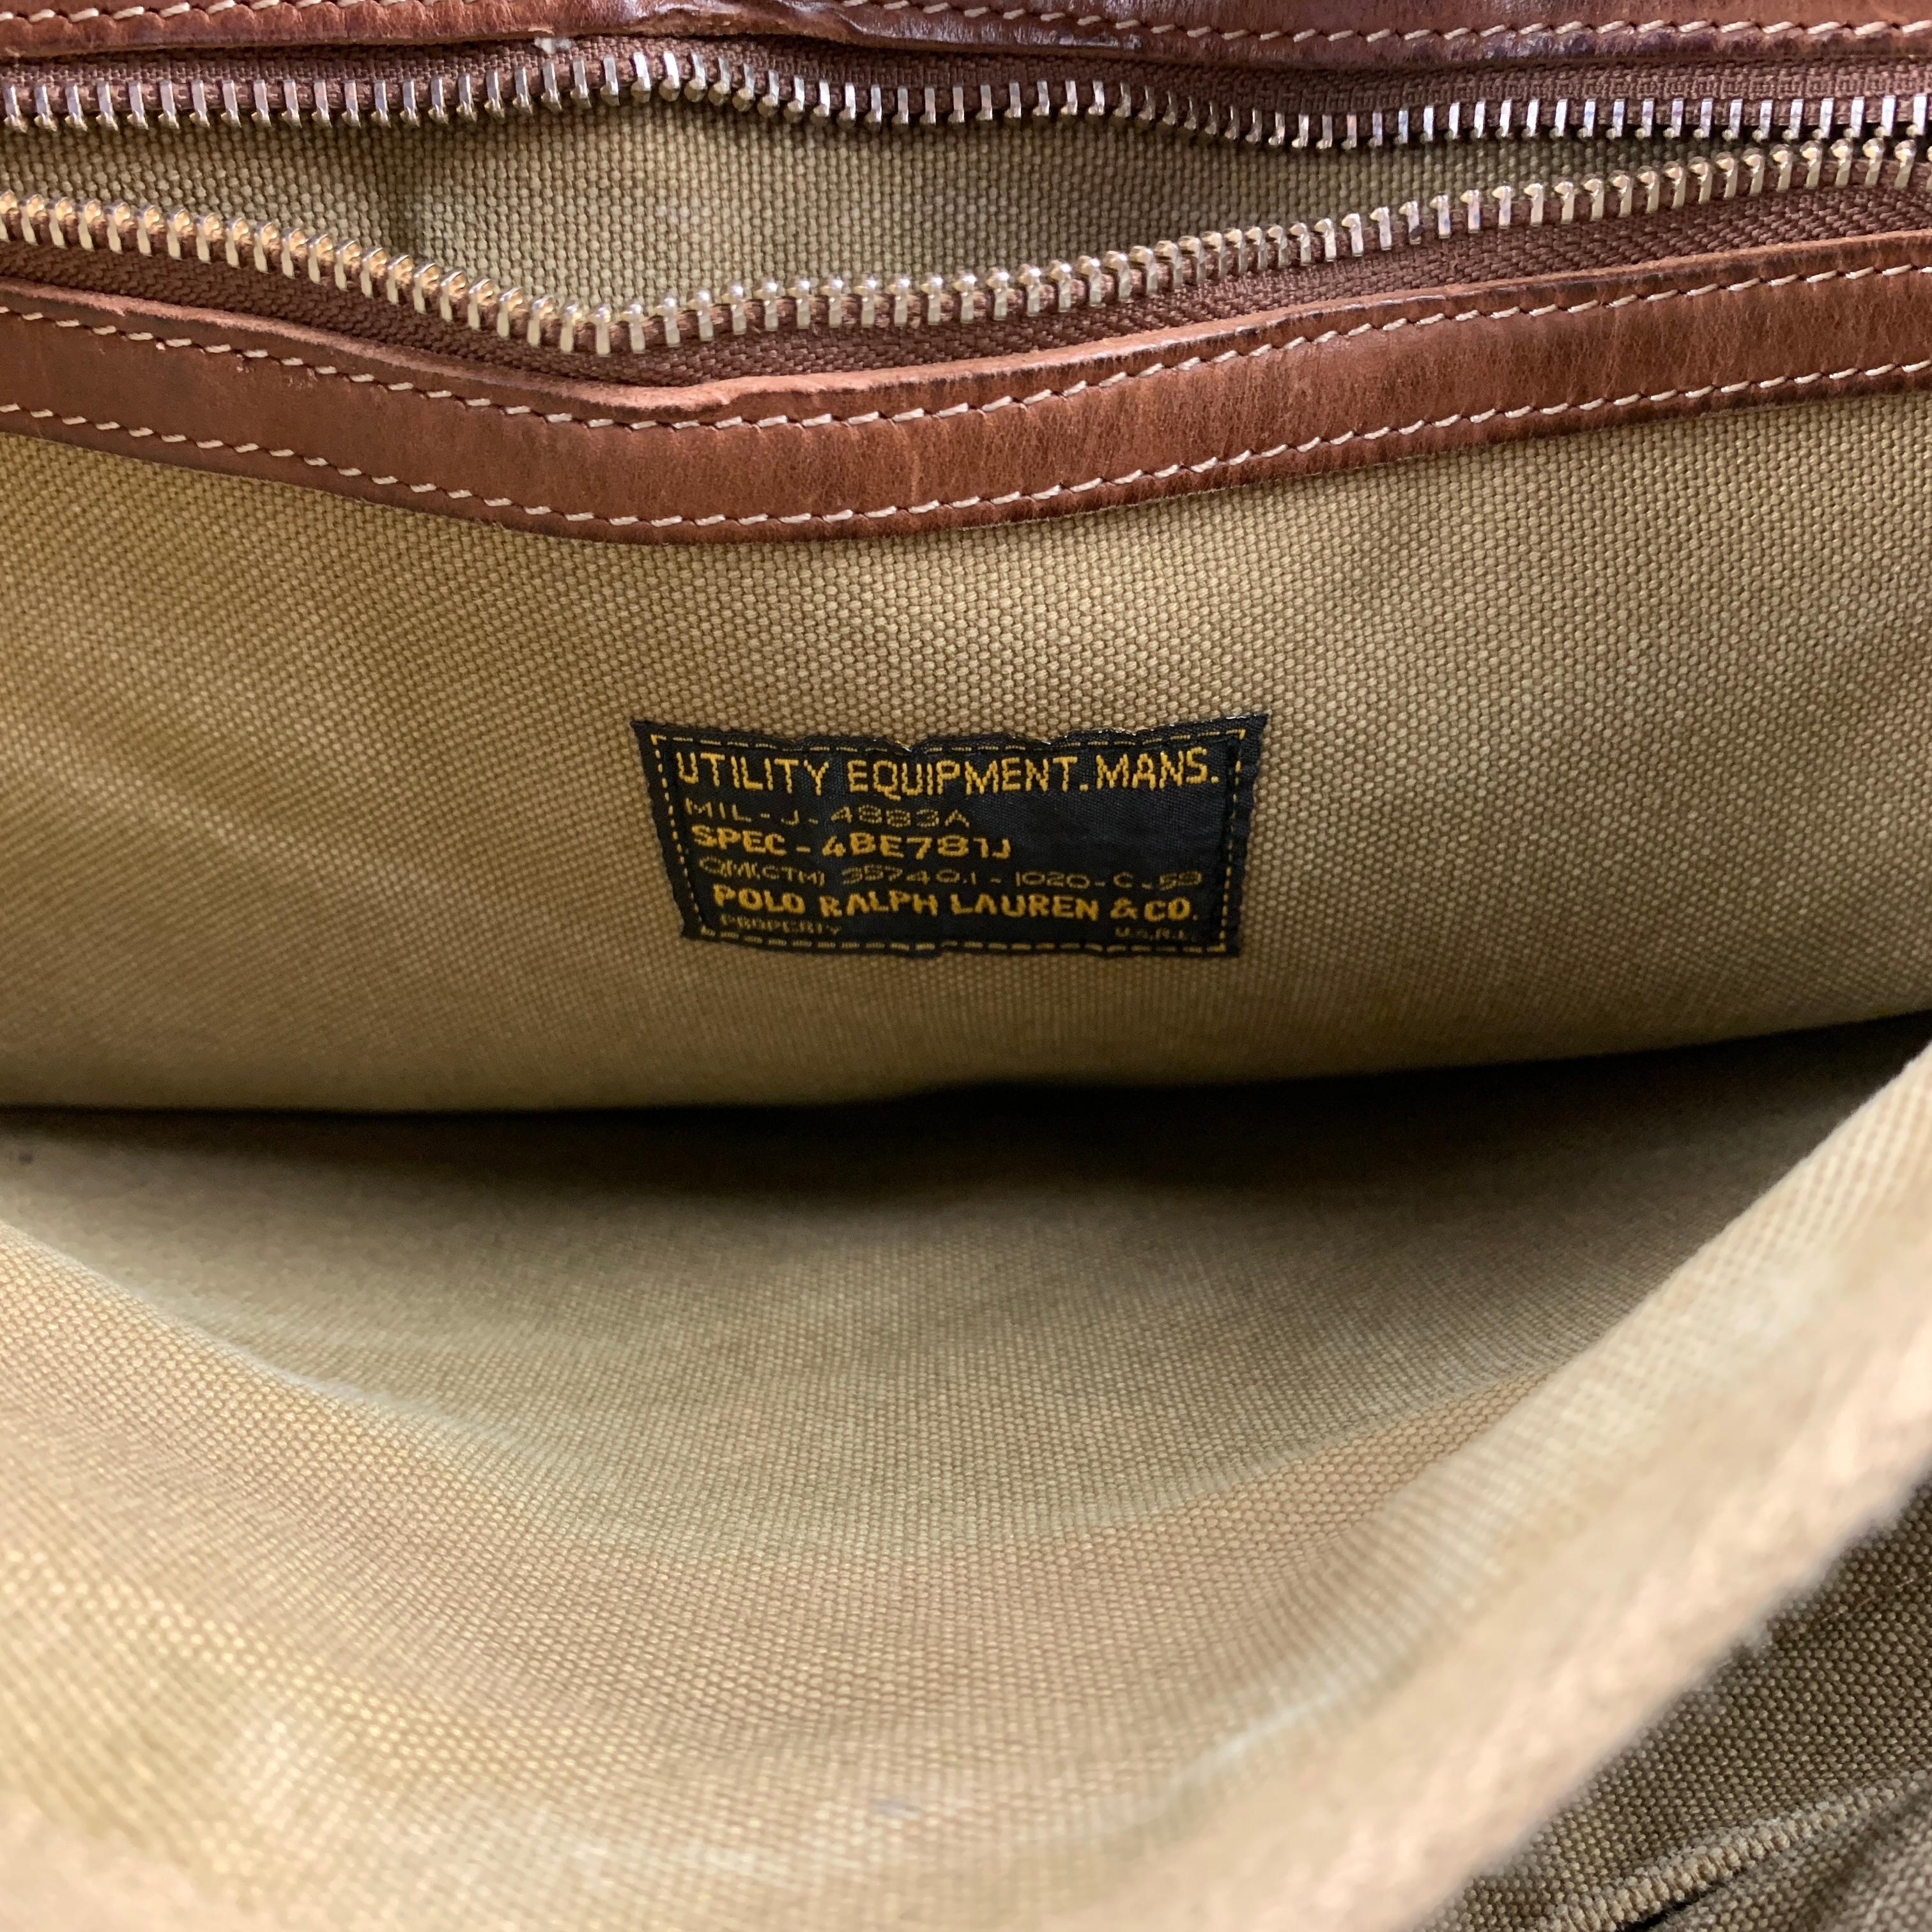 UTILITY EQUIPMENT. MANS.
MIL-J-4883A
SPEC-4BE781J
QM(CTM) 35740.1-1020-C-59
POLO RALPH LAUREN & CO.
PROPERTY